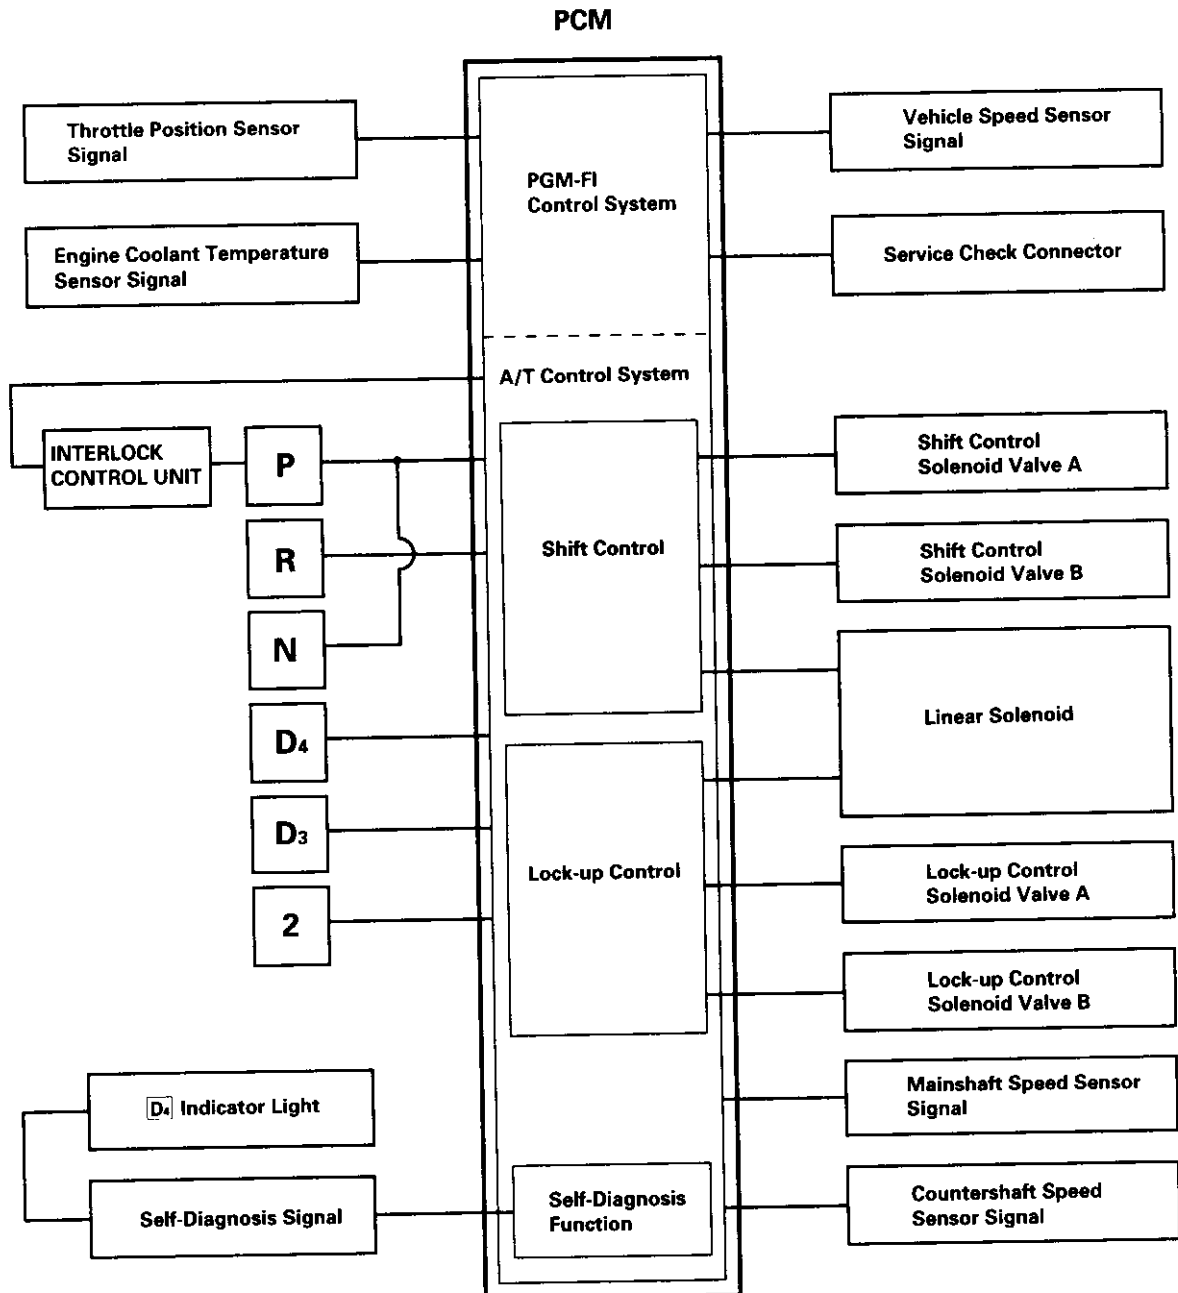 PCM
Throttle Position Sensor
Signal
Engine Coolant Temperature
Sensor Signal
INTERLOCK
CONTROL UNIT
P
R
N
D4
D3
2
D4 Indicator Light
Self-Diagnosis Signal
PGM-FI
Control System
A/T Control System
Shift Control
Lock-up Control
Self-Diagnosis
Function
Vehicle Speed Sensor
Signal
Service Check Connector
Shift Control
Solenoid Valve A
Shift Control
Solenoid Valve B
Linear Solenoid
Lock-up Control
Solenoid Valve A
Lock-up Control
Solenoid Valve B
Mainshaft Speed Sensor
Signal
Countershaft Speed
Sensor Signal